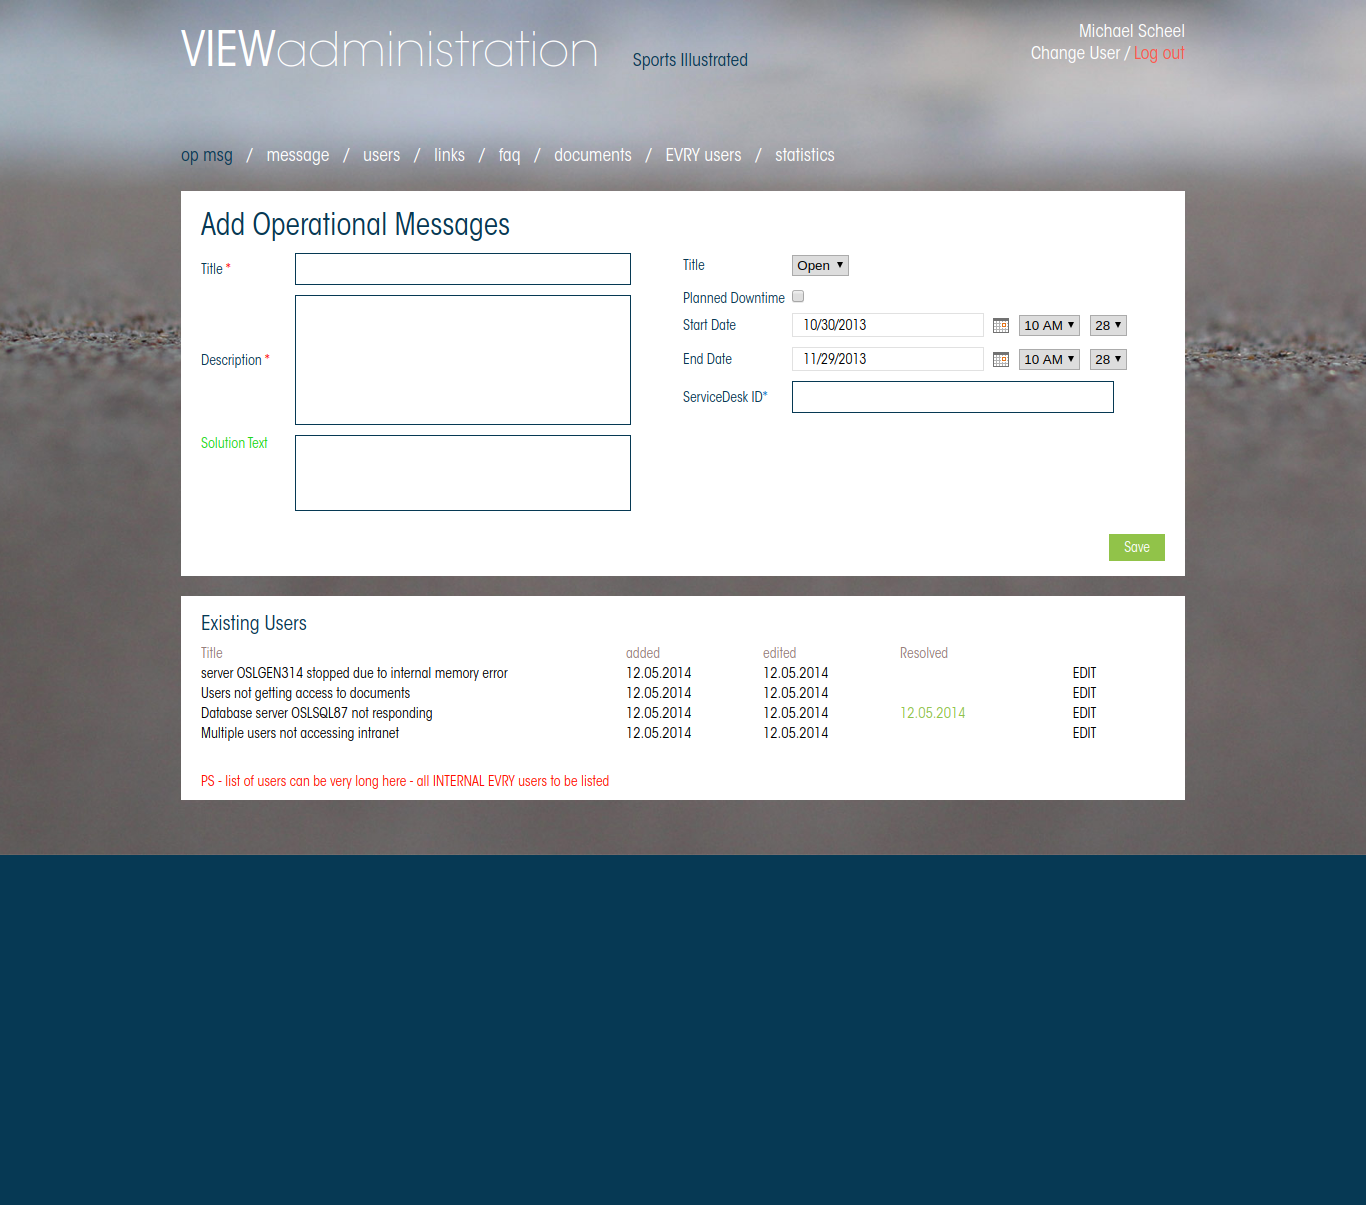 VIEWadministration
Sports Illustrated
Michael Scheel
Change User / Log out
op msg / message / users / links / faq / documents / EVRY users / statistics
Add Operational Messages
Title *
Description *
Solution Text
Title Open
Planned Downtime
Start Date 10/30/2013 10 AM 28
End Date 11/29/2013 10 AM 28
ServiceDesk ID*
Save
Existing Users
Title added edited Resolved
server OSLGEN314 stopped due to internal memory error 12.05.2014 12.05.2014 EDIT
Users not getting access to documents 12.05.2014 12.05.2014 EDIT
Database server OSLSQL87 not responding 12.05.2014 12.05.2014 12.05.2014 EDIT
Multiple users not accessing intranet 12.05.2014 12.05.2014 EDIT
PS - list of users can be very long here - all INTERNAL EVRY users to be listed